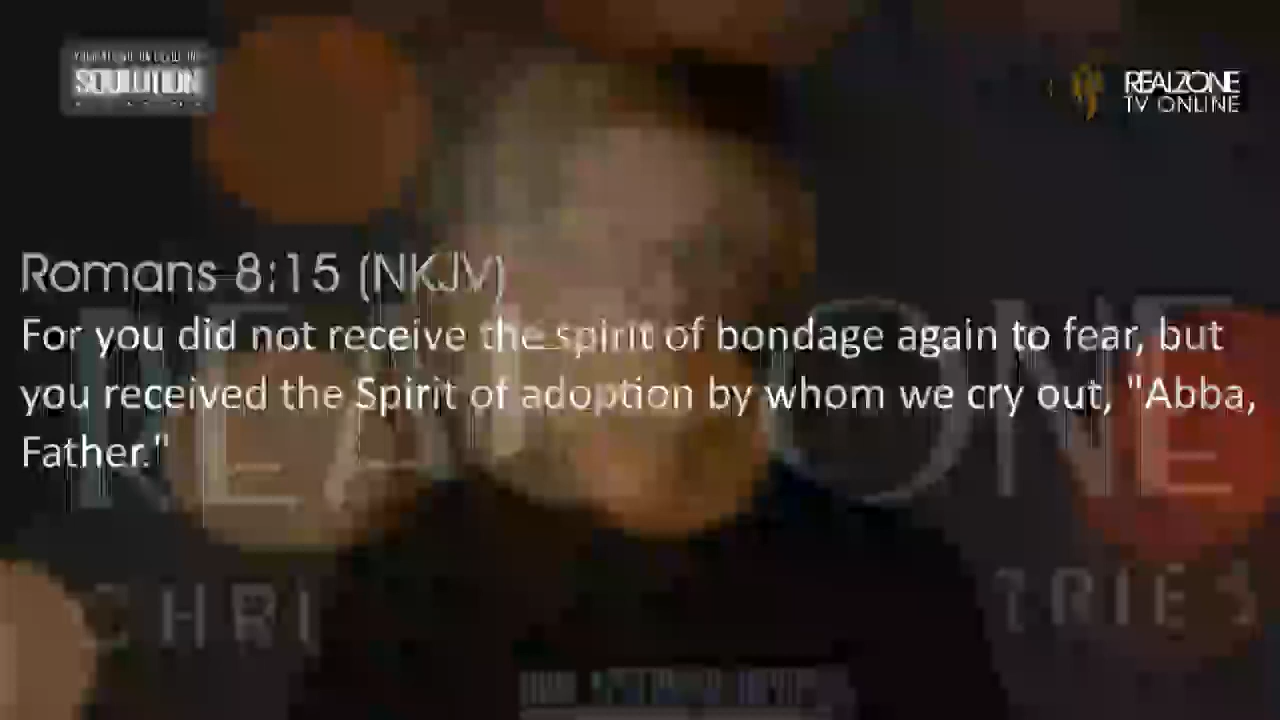 SOULUTION
REALZONE
TV ONLINE
Romans 8:15 (NKJV)
For you did not receive the spirit of bondage again to fear, but
you received the Spirit of adoption by whom we cry out, "Abba,
Father."